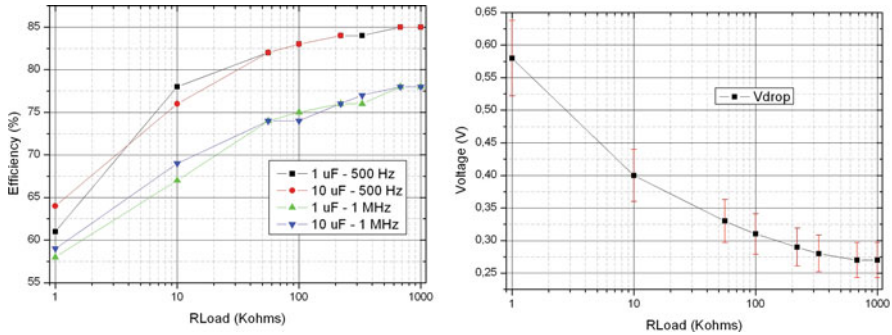 85
80
75
70
65
60
55
Efficiency (%)
1 uF - 500 Hz
10 uF - 500 Hz
1 uF - 1 MHz
10 uF - 1 MHz
1
10
100
1000
RLoad (Kohms)
0,65
0,60
0,55
0,50
0,45
0,40
0,35
0,30
0,25
Voltage (V)
Vdrop
1
10
100
1000
RLoad (Kohms)